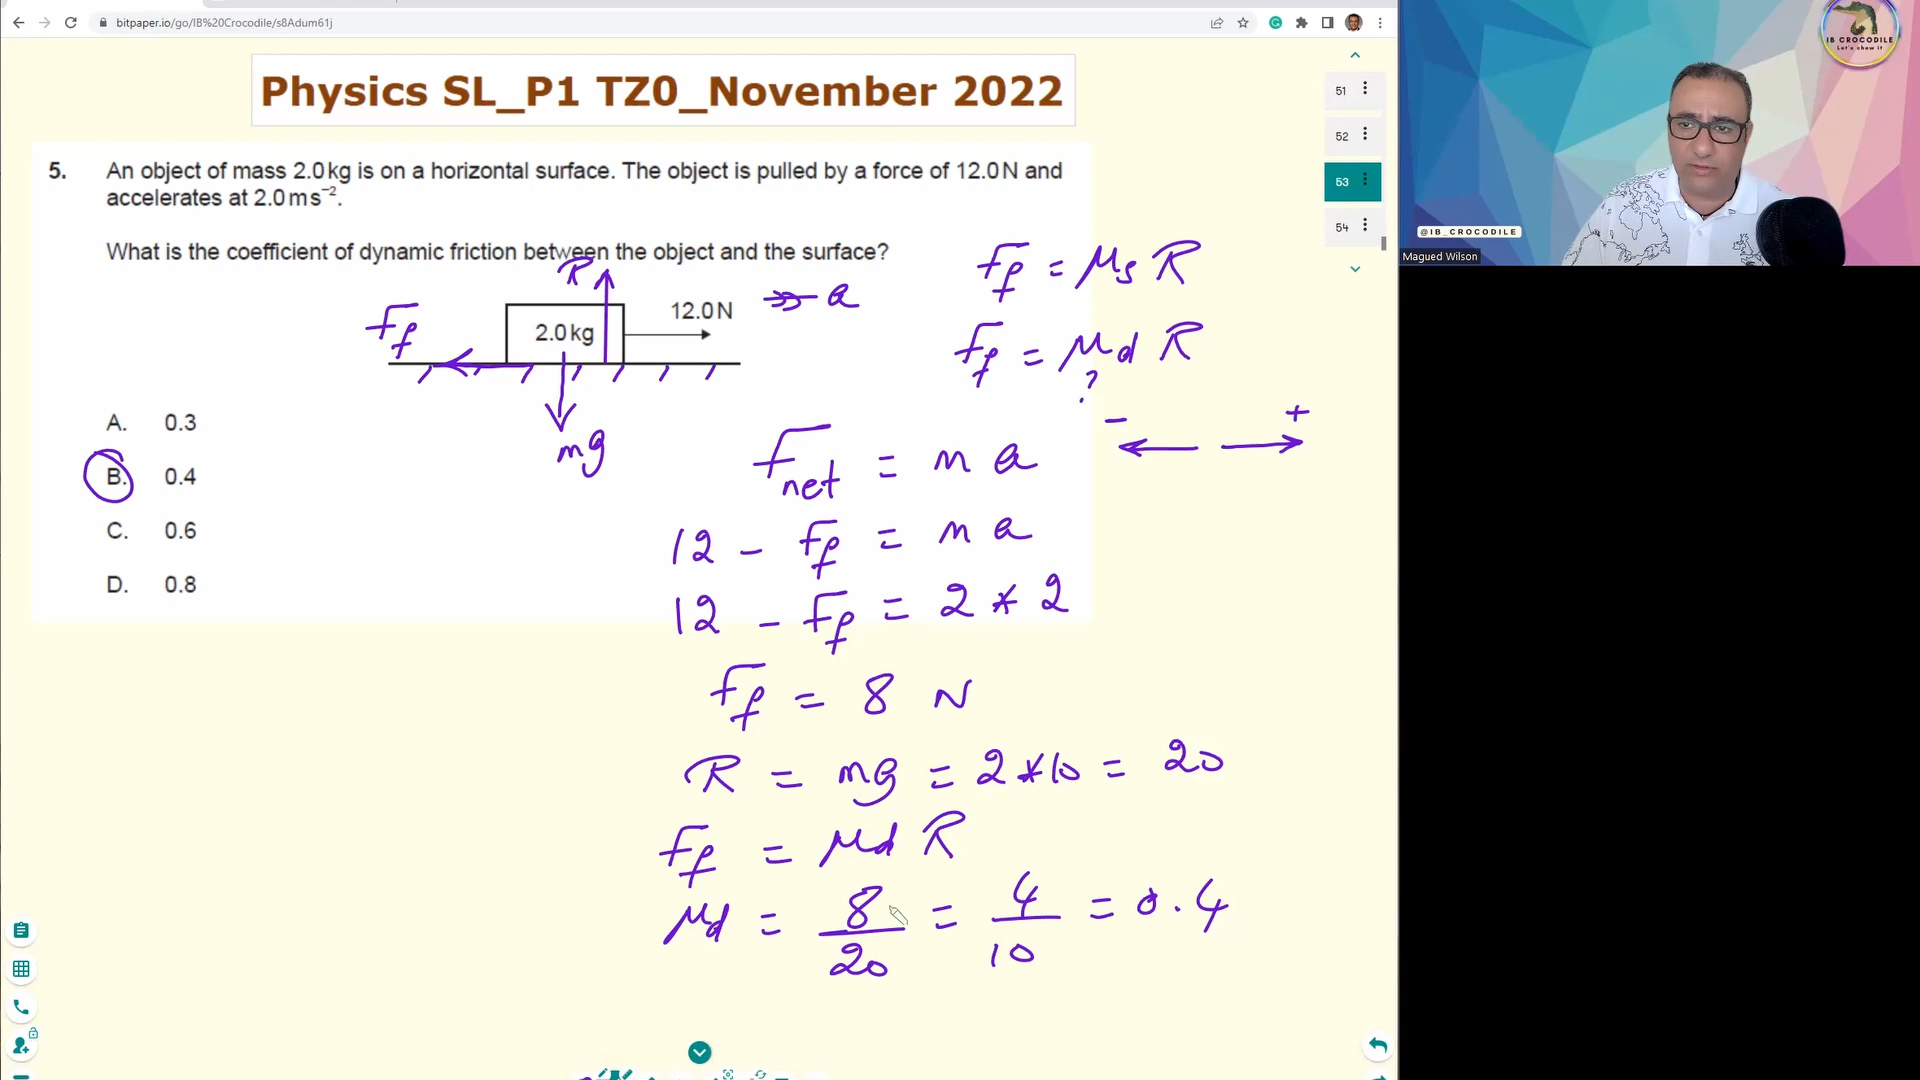 bitpaper.io/go/IB%20Crocodile/s8Adum61j
Physics SL_P1 TZ0_November 2022
5. An object of mass 2.0 kg is on a horizontal surface. The object is pulled by a force of 12.0 N and
accelerates at 2.0 m s⁻².
What is the coefficient of dynamic friction between the object and the surface?
R
a
12.0 N
2.0 kg
Ff
mg
A. 0.3
B. 0.4
C. 0.6
D. 0.8
Ff = μs R
Ff = μd R
?
- +
Fnet = m a
12 - Ff = m a
12 - Ff = 2 * 2
Ff = 8 N
R = mg = 2 * 10 = 20
Ff = μd R
μd = 8/20 = 4/10 = 0.4
51
52
53
54
IB CROCODILE
Let's chew it
@IB_CROCODILE
Magued Wilson